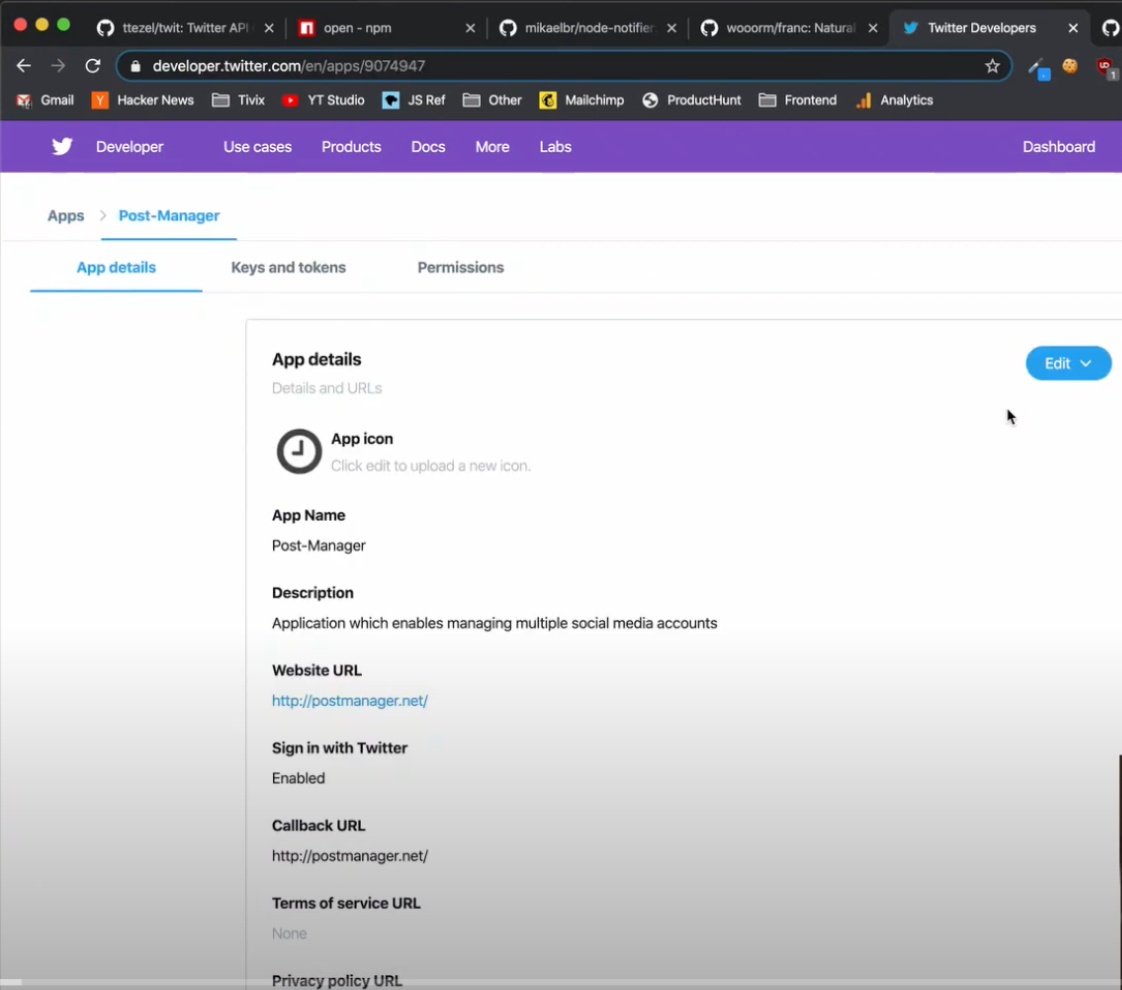 ttezel/twit: Twitter API
open - npm
mikaelbr/node-notifier
wooorm/franc: Natural
Twitter Developers
developer.twitter.com/en/apps/9074947
1
Gmail
Y
Hacker News
Tivix
YT Studio
JS Ref
Other
Mailchimp
ProductHunt
Frontend
Analytics
Developer
Use cases
Products
Docs
More
Labs
Dashboard
Apps
Post-Manager
App details
Keys and tokens
Permissions
App details
Edit
Details and URLs
App icon
Click edit to upload a new icon.
App Name
Post-Manager
Description
Application which enables managing multiple social media accounts
Website URL
http://postmanager.net/
Sign in with Twitter
Enabled
Callback URL
http://postmanager.net/
Terms of service URL
None
Privacy policy URL